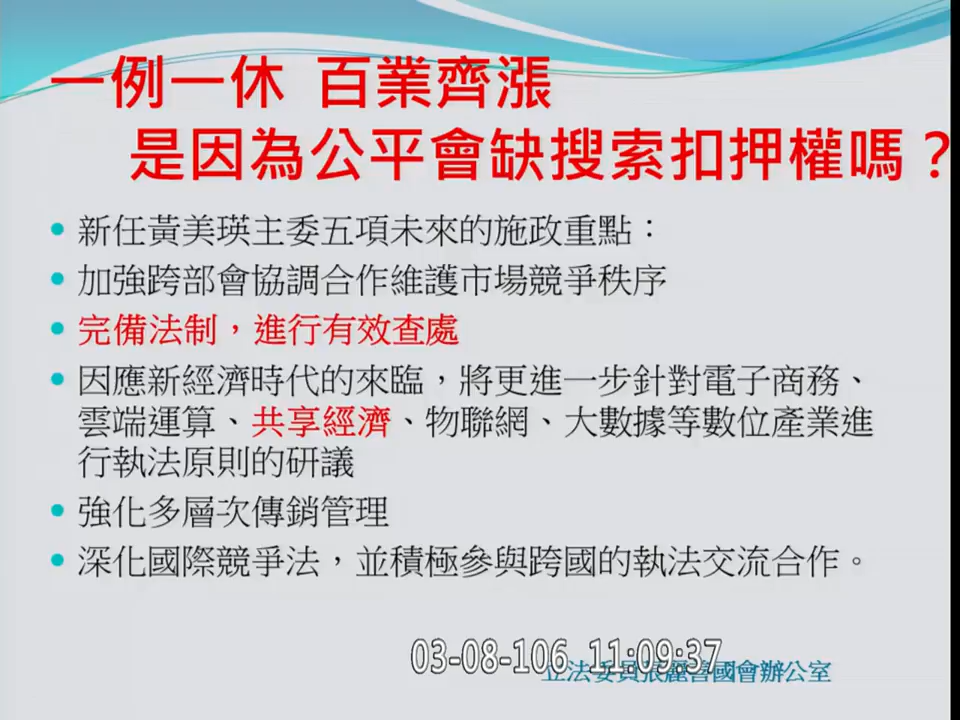 一例一休 百業齊漲
是因為公平會缺搜索扣押權嗎？
• 新任黃美瑛主委五項未來的施政重點：
• 加強跨部會協調合作維護市場競爭秩序
• 完備法制，進行有效查處
• 因應新經濟時代的來臨，將更進一步針對電子商務、
雲端運算、共享經濟、物聯網、大數據等數位產業進
行執法原則的研議
• 強化多層次傳銷管理
• 深化國際競爭法，並積極參與跨國的執法交流合作。
03-08-106 11:09:37
立法委員張麗善國會辦公室